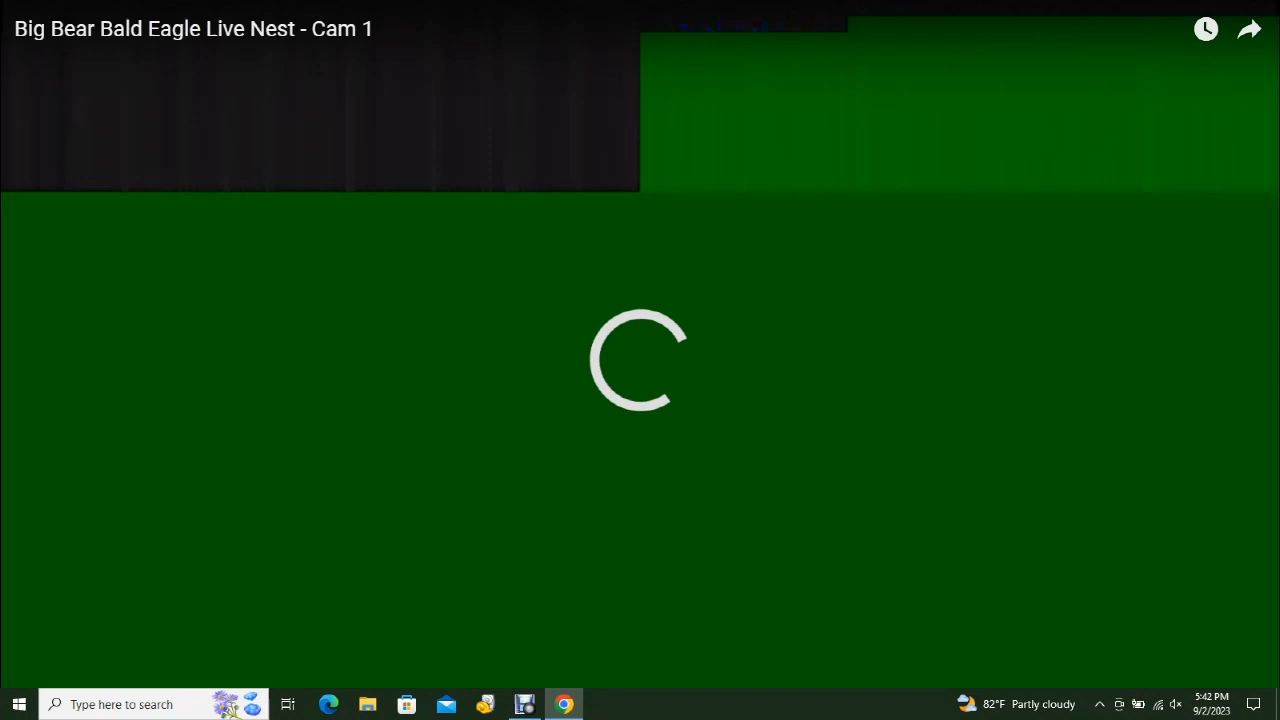 Big Bear Bald Eagle Live Nest - Cam 1
Type here to search
82°F Partly cloudy
5:42 PM
9/2/2023